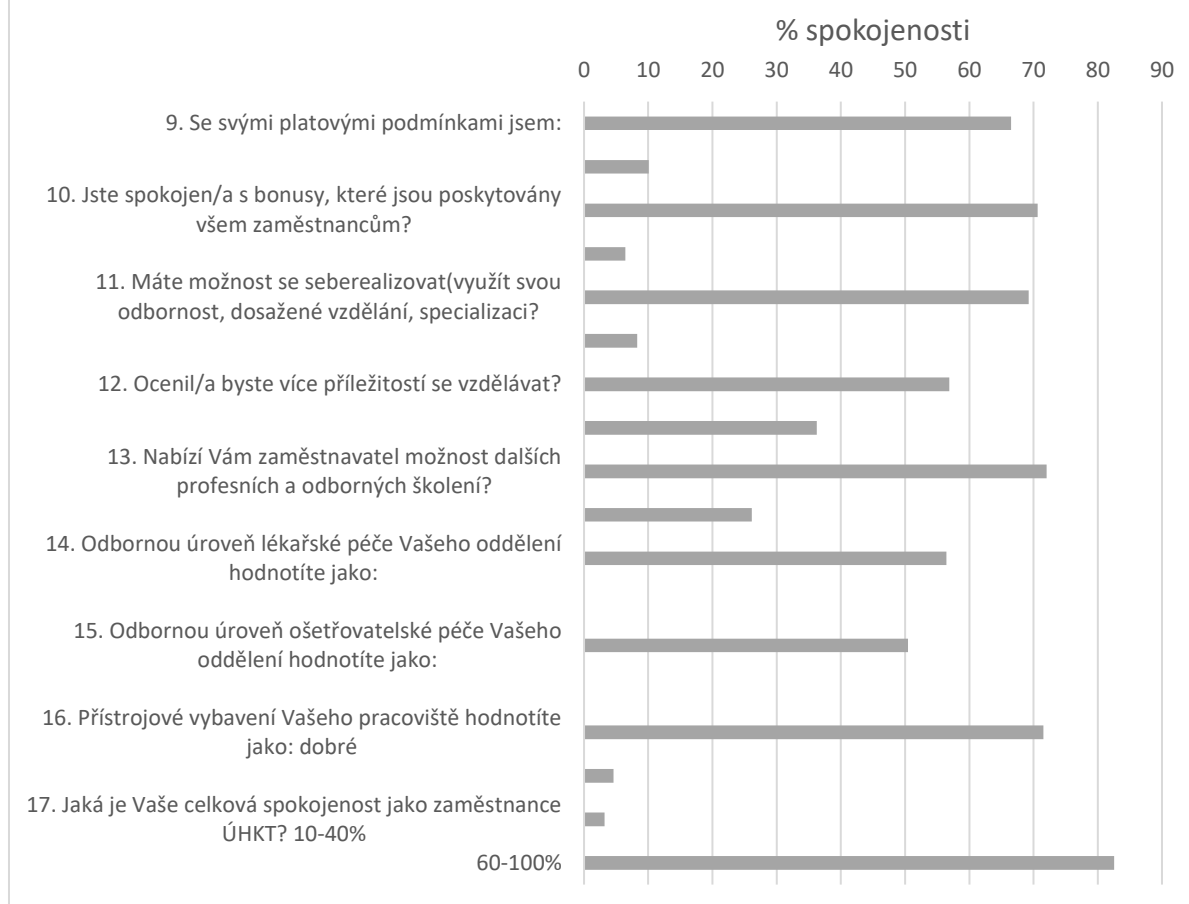 % spokojenosti
0 10 20 30 40 50 60 70 80 90
9. Se svými platovými podmínkami jsem:
10. Jste spokojen/a s bonusy, které jsou poskytovány
všem zaměstnancům?
11. Máte možnost se seberealizovat(využít svou
odbornost, dosažené vzdělání, specializaci?
12. Ocenil/a byste více příležitostí se vzdělávat?
13. Nabízí Vám zaměstnavatel možnost dalších
profesních a odborných školení?
14. Odbornou úroveň lékařské péče Vašeho oddělení
hodnotíte jako:
15. Odbornou úroveň ošetřovatelské péče Vašeho
oddělení hodnotíte jako:
16. Přístrojové vybavení Vašeho pracoviště hodnotíte
jako: dobré
17. Jaká je Vaše celková spokojenost jako zaměstnance
ÚHKT? 10-40%
60-100%